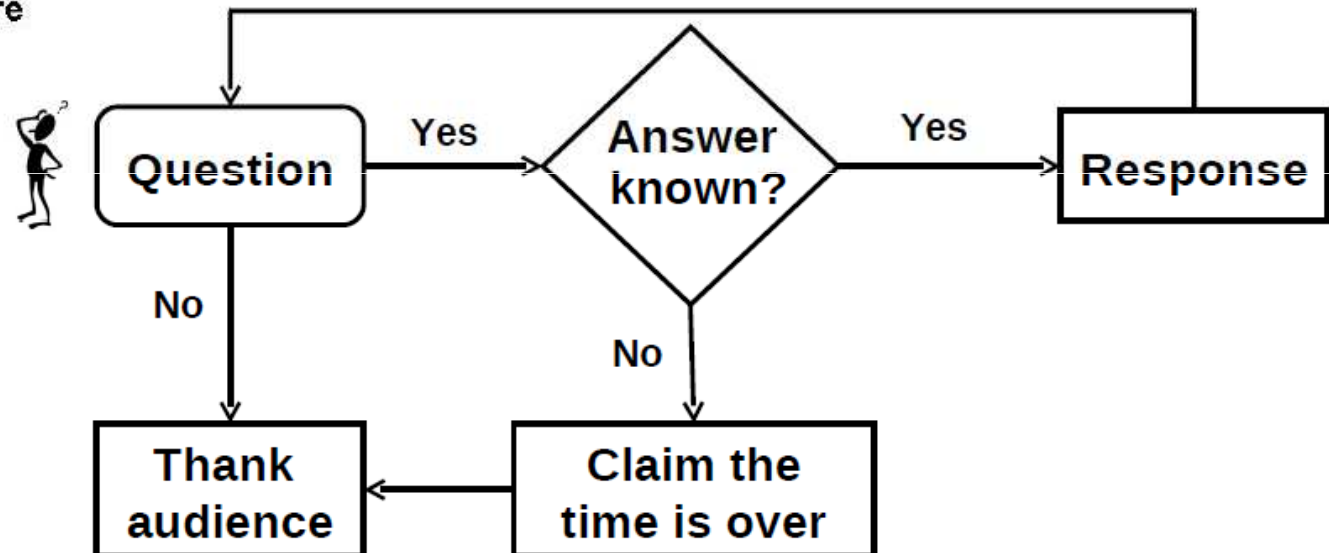 Question
Yes
Answer
known?
Yes
Response
No
No
Thank
audience
Claim the
time is over